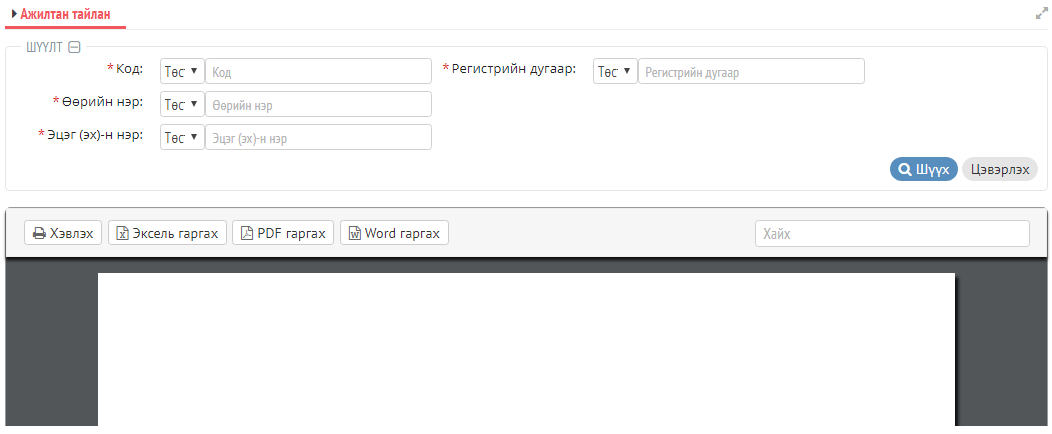 Ажилтан тайлан
ШҮҮЛТ
* Код: Төс Код * Регистрийн дугаар: Төс Регистрийн дугаар
* Өөрийн нэр: Төс Өөрийн нэр
* Эцэг (эх)-н нэр: Төс Эцэг (эх)-н нэр
Шүүх Цэвэрлэх
Хэвлэх Эксель гаргах PDF гаргах Word гаргах Хайх